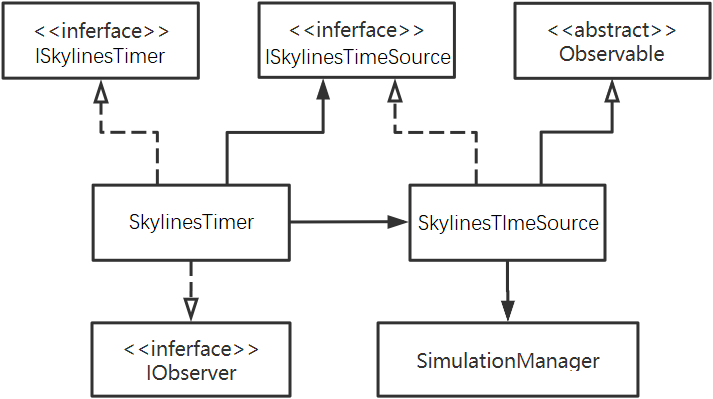 <<inferface>>
ISkylinesTimer
<<inferface>>
ISkylinesTimeSource
<<abstract>>
Observable
SkylinesTimer
SkylinesTImeSource
<<inferface>>
IObserver
SimulationManager